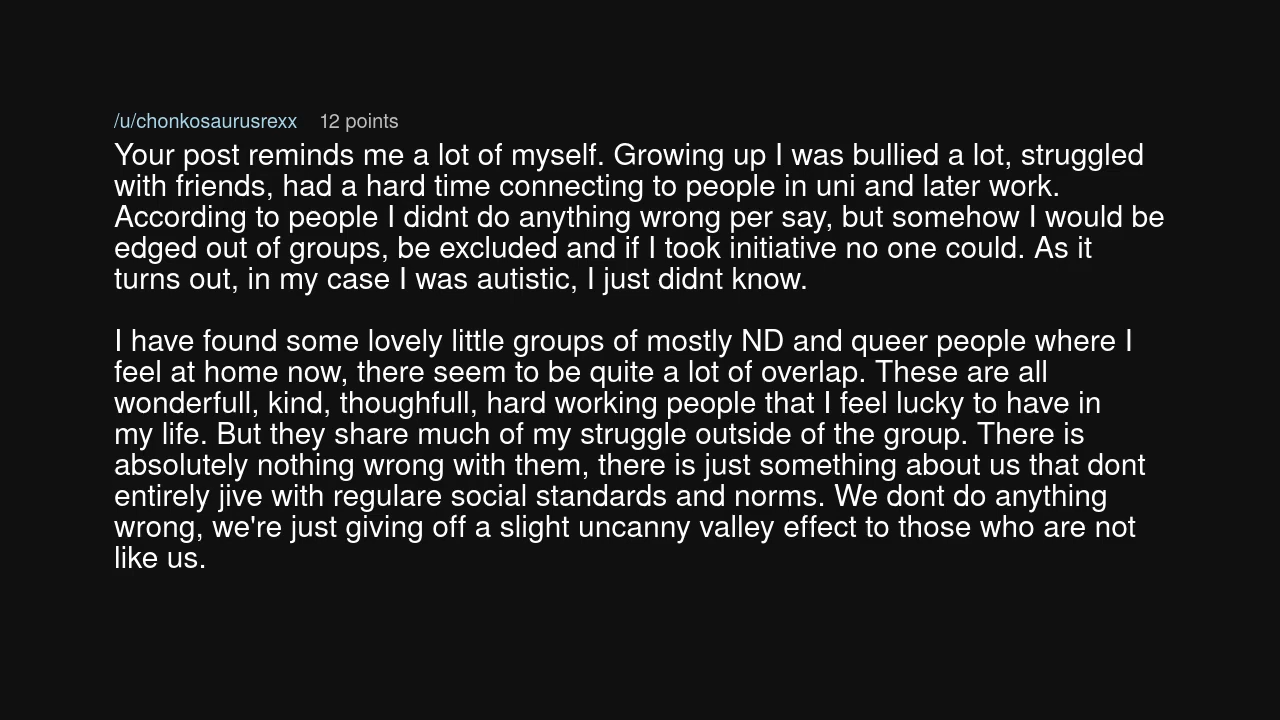 /u/chonkosaurusrexx 12 points
Your post reminds me a lot of myself. Growing up I was bullied a lot, struggled
with friends, had a hard time connecting to people in uni and later work.
According to people I didnt do anything wrong per say, but somehow I would be
edged out of groups, be excluded and if I took initiative no one could. As it
turns out, in my case I was autistic, I just didnt know.
I have found some lovely little groups of mostly ND and queer people where I
feel at home now, there seem to be quite a lot of overlap. These are all
wonderfull, kind, thoughfull, hard working people that I feel lucky to have in
my life. But they share much of my struggle outside of the group. There is
absolutely nothing wrong with them, there is just something about us that dont
entirely jive with regulare social standards and norms. We dont do anything
wrong, we're just giving off a slight uncanny valley effect to those who are not
like us.